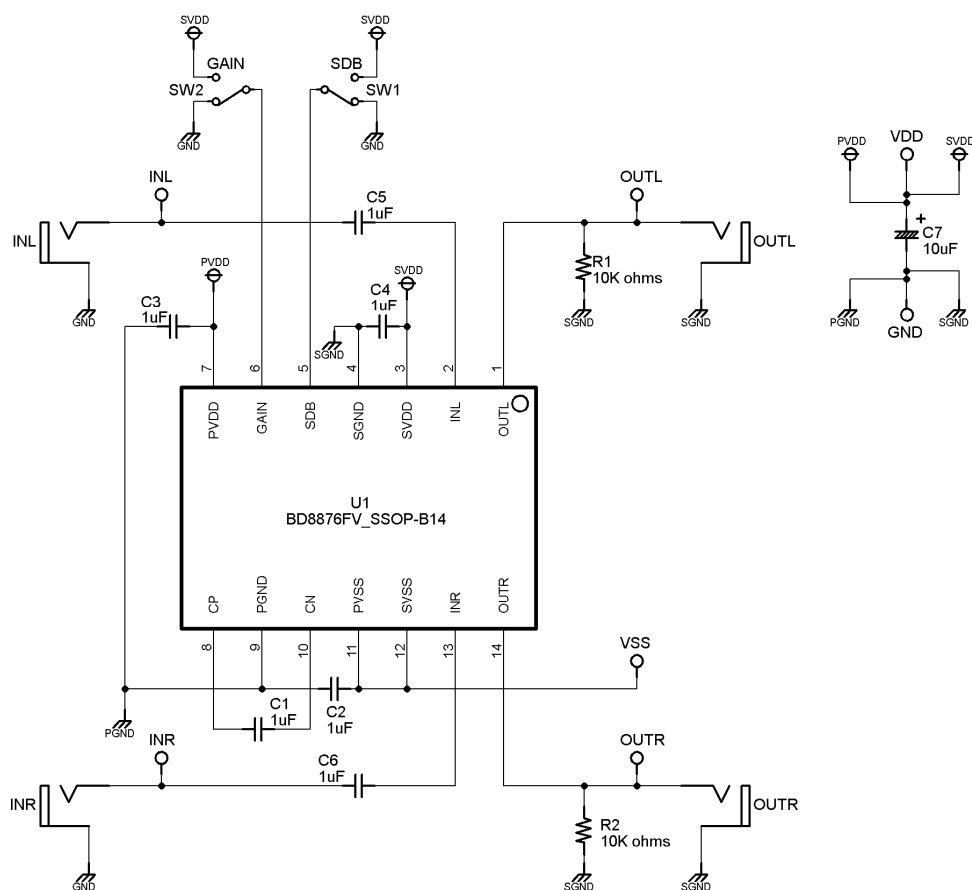 SVDD
SVDD
GAIN
SDB
SW2
SW1
GND
GND
PVDD
VDD
SVDD
INL
C5
1uF
OUTL
INL
OUTL
+
C7
10uF
R1
10K ohms
PVDD
SVDD
C3
1uF
C4
1uF
GND
SGND
SGND
SGND
PGND
SGND
GND
7
6
5
4
3
2
1
PVDD
GAIN
SDB
SGND
SVDD
INL
OUTL
U1
BD8876FV_SSOP-B14
CP
PGND
CN
PVSS
SVSS
INR
OUTR
8
9
10
11
12
13
14
VSS
C1
1uF
C2
1uF
PGND
INR
C6
1uF
OUTR
INR
OUTR
R2
10K ohms
GND
SGND
SGND